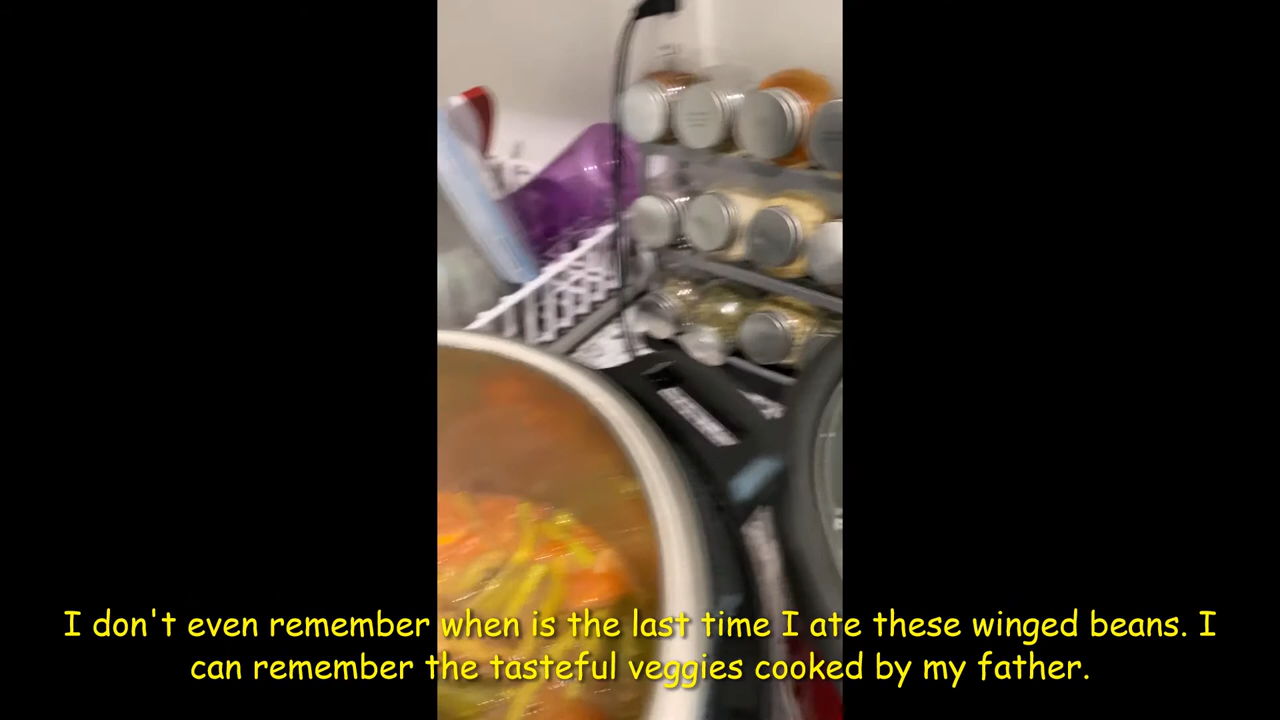 I don't even remember when is the last time I ate these winged beans. I
can remember the tasteful veggies cooked by my father.